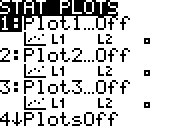 STAT PLOTS
1:Plot1...Off
L1 L2
2:Plot2...Off
L1 L2
3:Plot3...Off
L1 L2
4↓PlotsOff